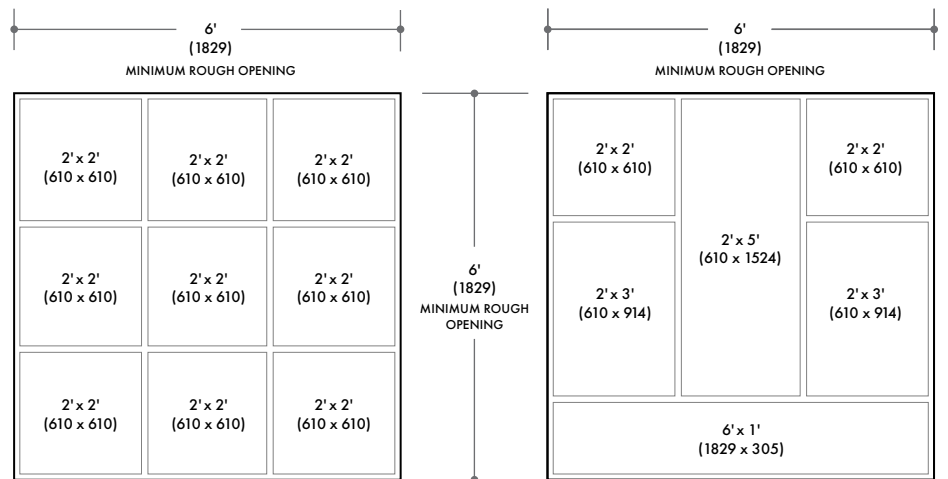 6'
(1829)
MINIMUM ROUGH OPENING
2' x 2'
(610 x 610)
2' x 2'
(610 x 610)
2' x 2'
(610 x 610)
2' x 2'
(610 x 610)
2' x 2'
(610 x 610)
2' x 2'
(610 x 610)
2' x 2'
(610 x 610)
2' x 2'
(610 x 610)
2' x 2'
(610 x 610)
6'
(1829)
MINIMUM ROUGH
OPENING
6'
(1829)
MINIMUM ROUGH OPENING
2' x 2'
(610 x 610)
2' x 5'
(610 x 1524)
2' x 2'
(610 x 610)
2' x 3'
(610 x 914)
2' x 3'
(610 x 914)
6' x 1'
(1829 x 305)